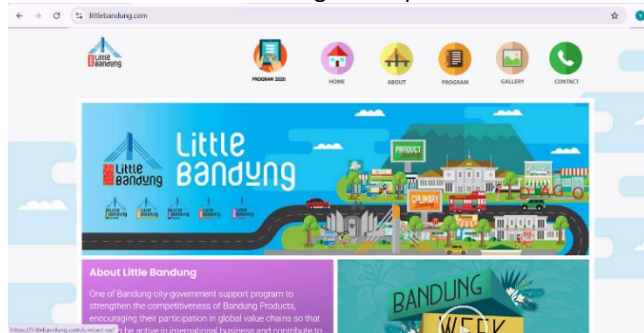 littlebandung.com
LITTLE
Bandung
PROGRAM 2020
HOME
ABOUT
PROGRAM
GALLERY
CONTACT
LITTLE
Bandung
Little
Bandung
PRODUCT
CULINARY
DAGO
About Little Bandung
One of Bandung city government support program to
strengthen the competitiveness of Bandung Products,
encouraging their participation in global value chains so that
be active in international business and contribute to
BANDUNG
WEEK
https://littlebandung.com/contact-us/